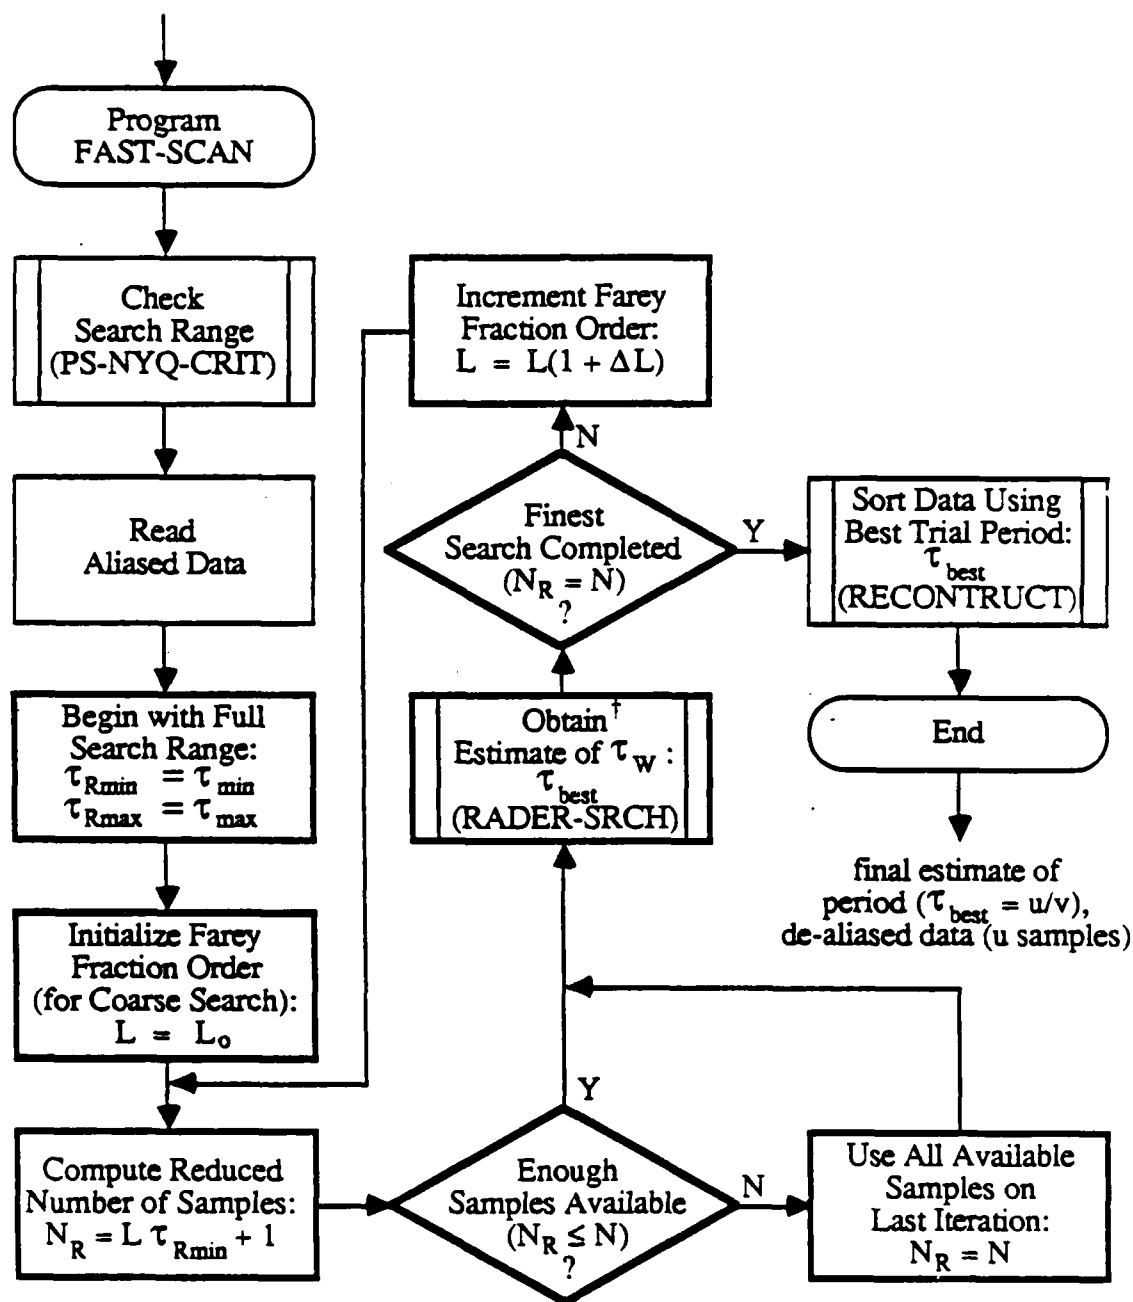 Program
FAST-SCAN
Check
Search Range
(PS-NYQ-CRIT)
Read
Aliased Data
Begin with Full
Search Range:
τRmin = τmin
τRmax = τmax
Initialize Farey
Fraction Order
(for Coarse Search):
L = Lo
Compute Reduced
Number of Samples:
NR = L τRmin + 1
Enough
Samples Available
(NR ≤ N)
?
Y
N
Use All Available
Samples on
Last Iteration:
NR = N
Obtain†
Estimate of τW :
τbest
(RADER-SRCH)
Finest
Search Completed
(NR = N)
?
N
Y
Increment Farey
Fraction Order:
L = L(1 + ΔL)
Sort Data Using
Best Trial Period:
τbest
(RECONTRUCT)
End
final estimate of
period (τbest = u/v),
de-aliased data (u samples)